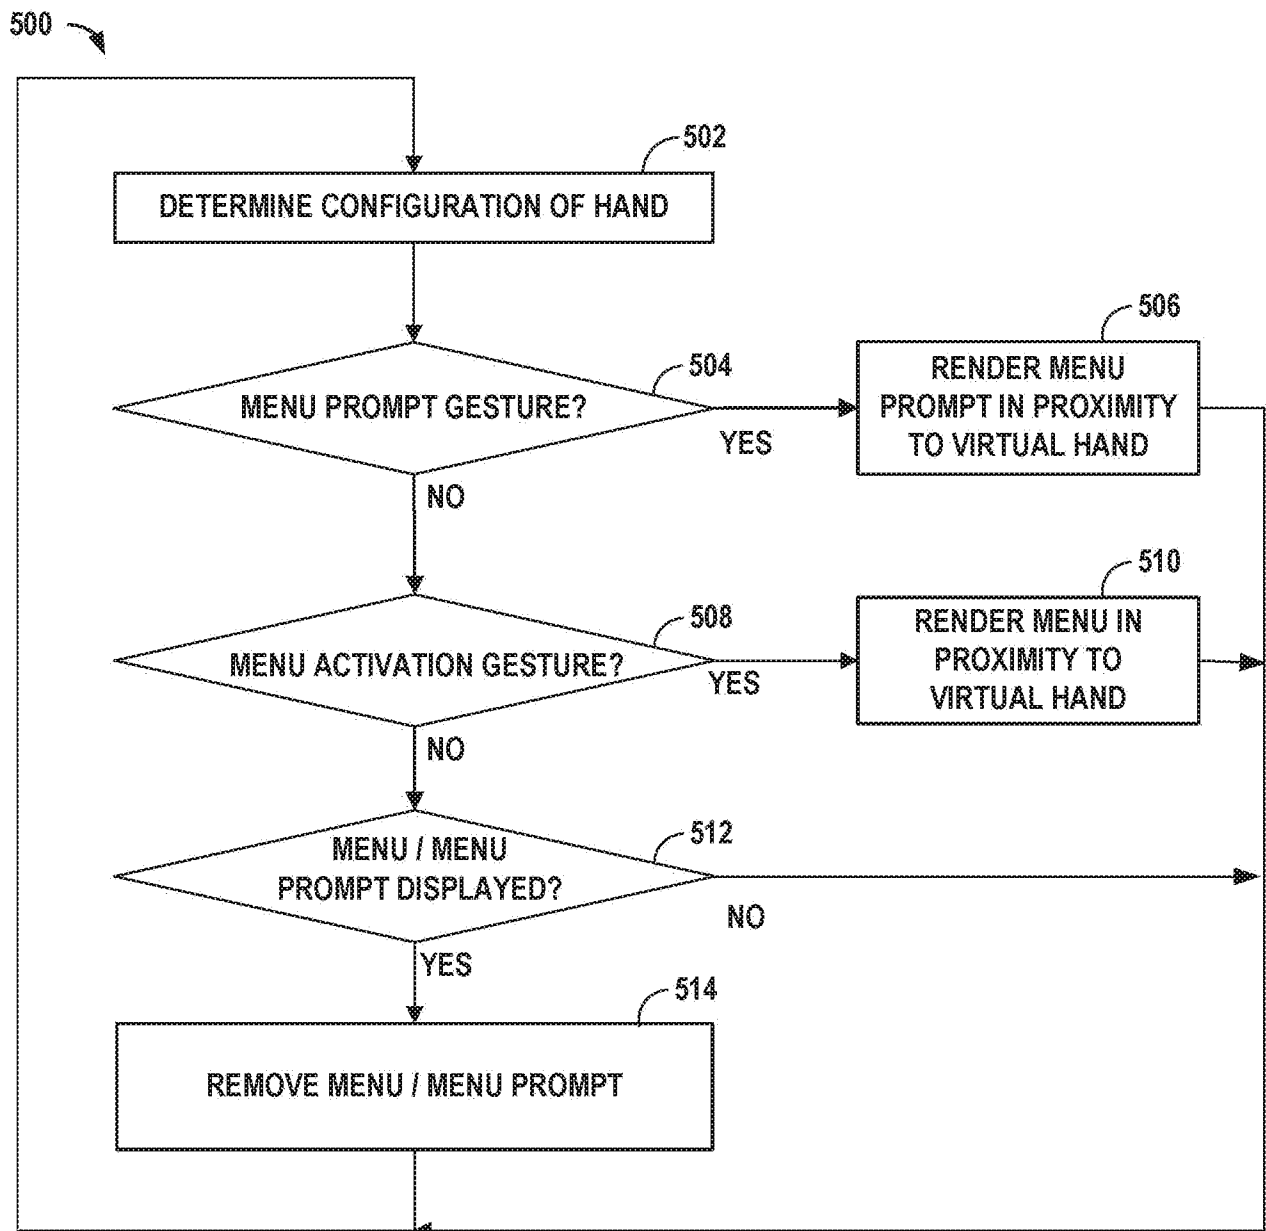 500
502
DETERMINE CONFIGURATION OF HAND
504
MENU PROMPT GESTURE?
YES
NO
506
RENDER MENU
PROMPT IN PROXIMITY
TO VIRTUAL HAND
508
MENU ACTIVATION GESTURE?
YES
NO
510
RENDER MENU IN
PROXIMITY TO
VIRTUAL HAND
512
MENU / MENU
PROMPT DISPLAYED?
NO
YES
514
REMOVE MENU / MENU PROMPT